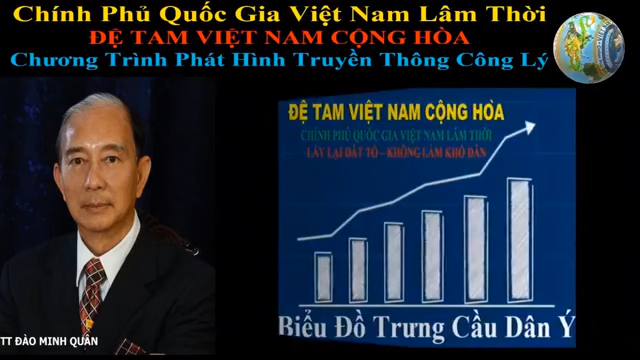 Chính Phủ Quốc Gia Việt Nam Lâm Thời
ĐỆ TAM VIỆT NAM CỘNG HÒA
Chương Trình Phát Hình Truyền Thông Công Lý
ĐỆ TAM VIỆT NAM CỘNG HÒA
CHÍNH PHỦ QUỐC GIA VIỆT NAM LÂM THỜI
LẤY LẠI ĐẤT TỔ – KHÔNG LÀM KHỔ DÂN
Biểu Đồ Trưng Cầu Dân Ý
TT ĐÀO MINH QUÂN